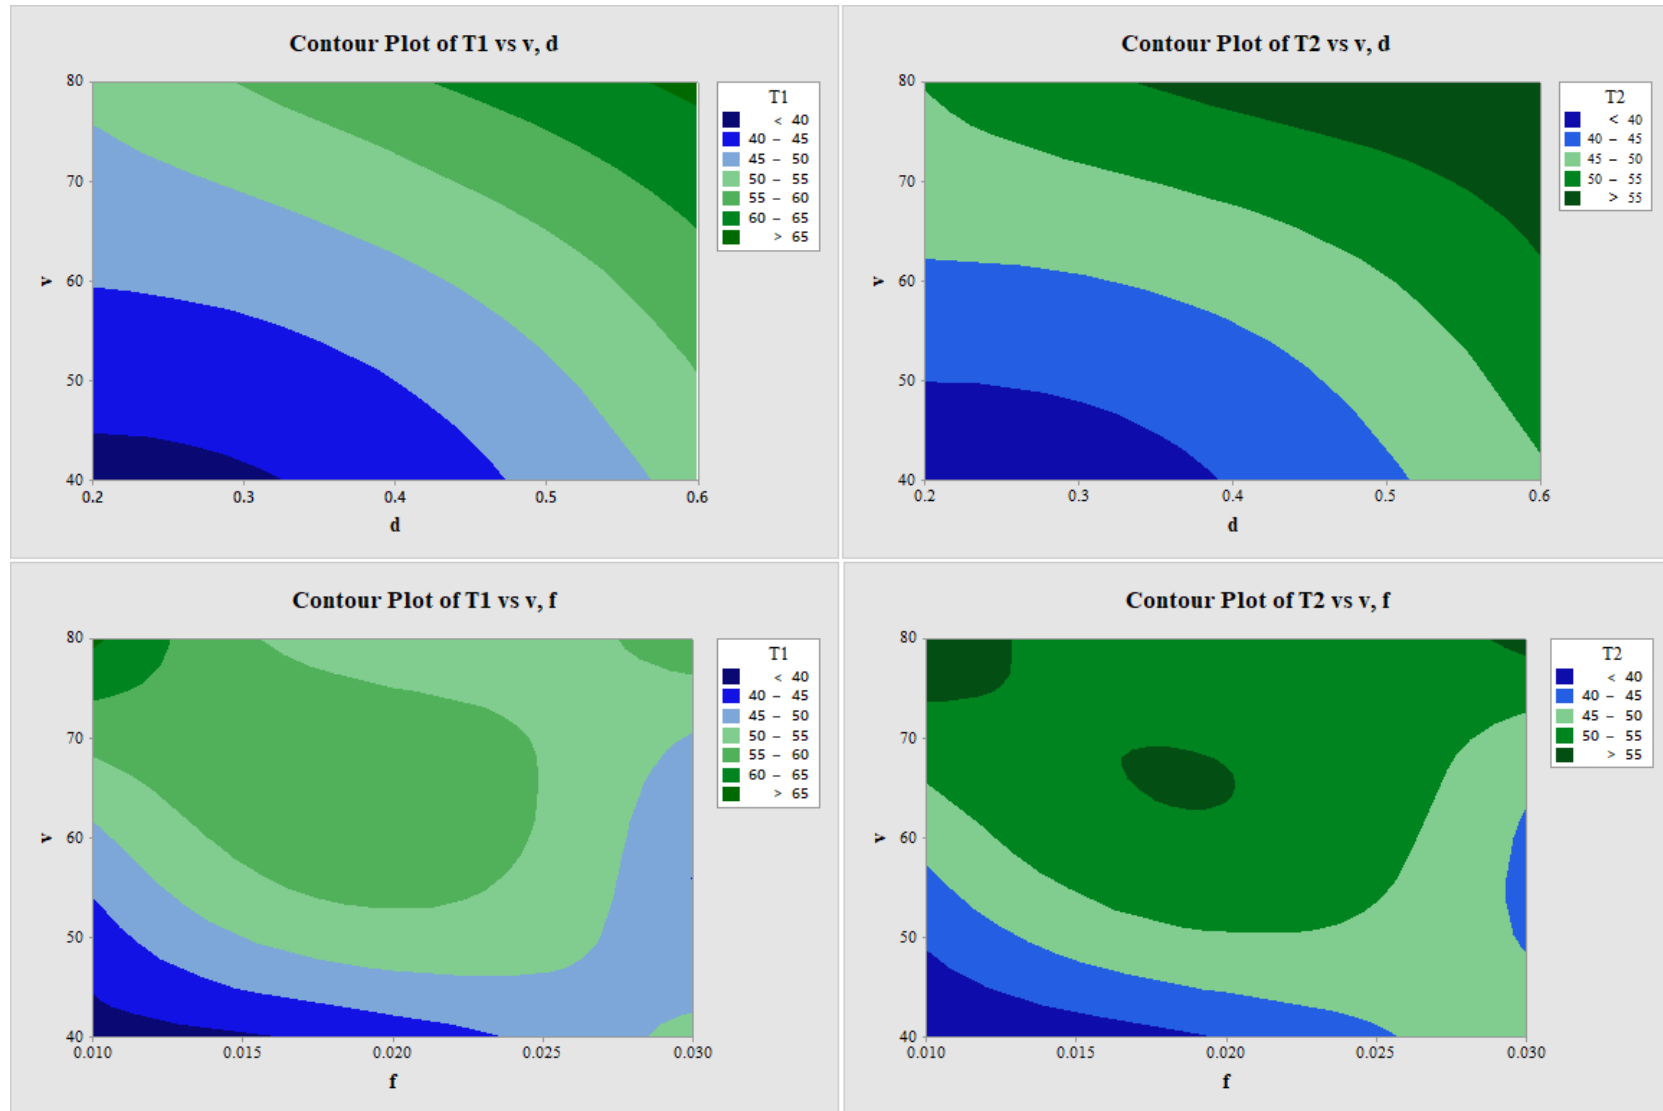 Contour Plot of T1 vs v, d
80
70
60
50
40
v
0.2 0.3 0.4 0.5 0.6
d
T1
< 40
40 – 45
45 – 50
50 – 55
55 – 60
60 – 65
> 65
Contour Plot of T2 vs v, d
80
70
60
50
40
v
0.2 0.3 0.4 0.5 0.6
d
T2
< 40
40 – 45
45 – 50
50 – 55
> 55
Contour Plot of T1 vs v, f
80
70
60
50
40
v
0.010 0.015 0.020 0.025 0.030
f
T1
< 40
40 – 45
45 – 50
50 – 55
55 – 60
60 – 65
> 65
Contour Plot of T2 vs v, f
80
70
60
50
40
v
0.010 0.015 0.020 0.025 0.030
f
T2
< 40
40 – 45
45 – 50
50 – 55
> 55